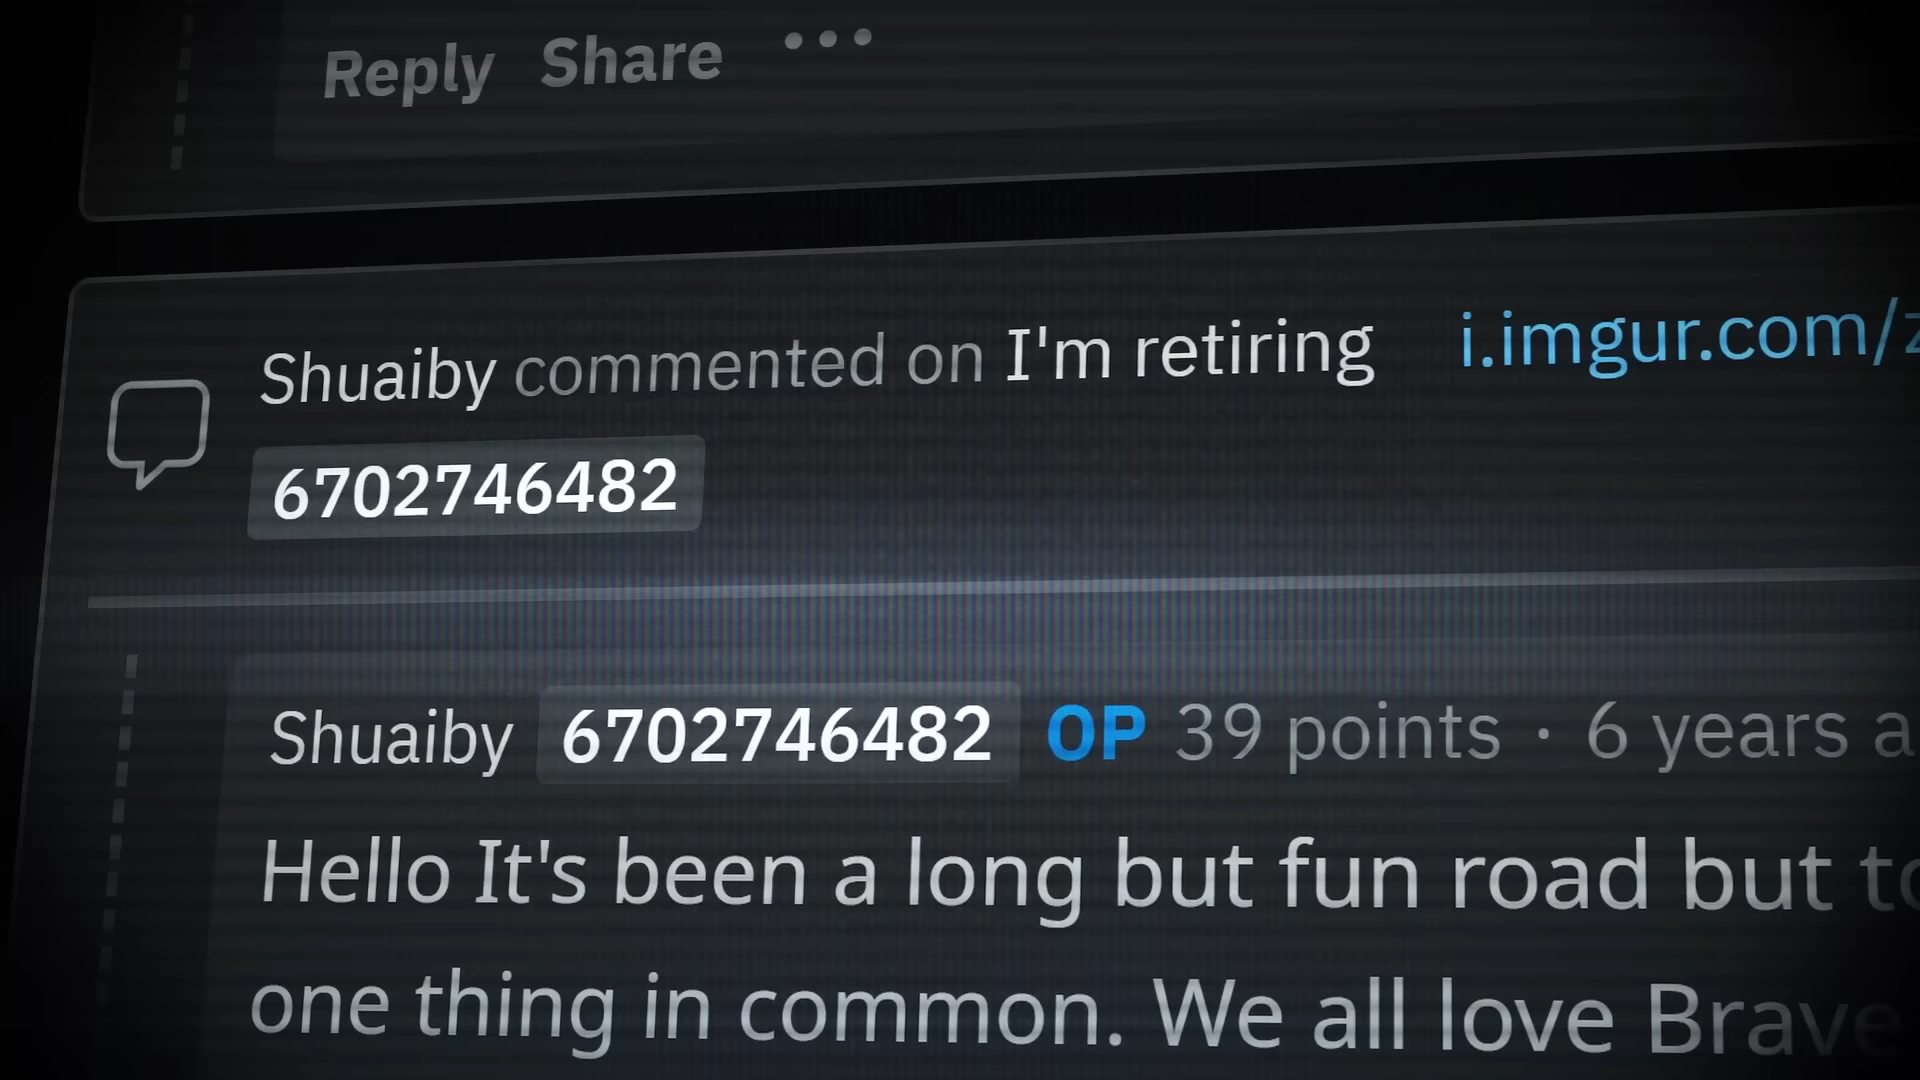 Reply Share •••
Shuaiby commented on I'm retiring i.imgur.com/
6702746482
Shuaiby 6702746482 OP 39 points · 6 years
Hello It's been a long but fun road but
one thing in common. We all love Brave